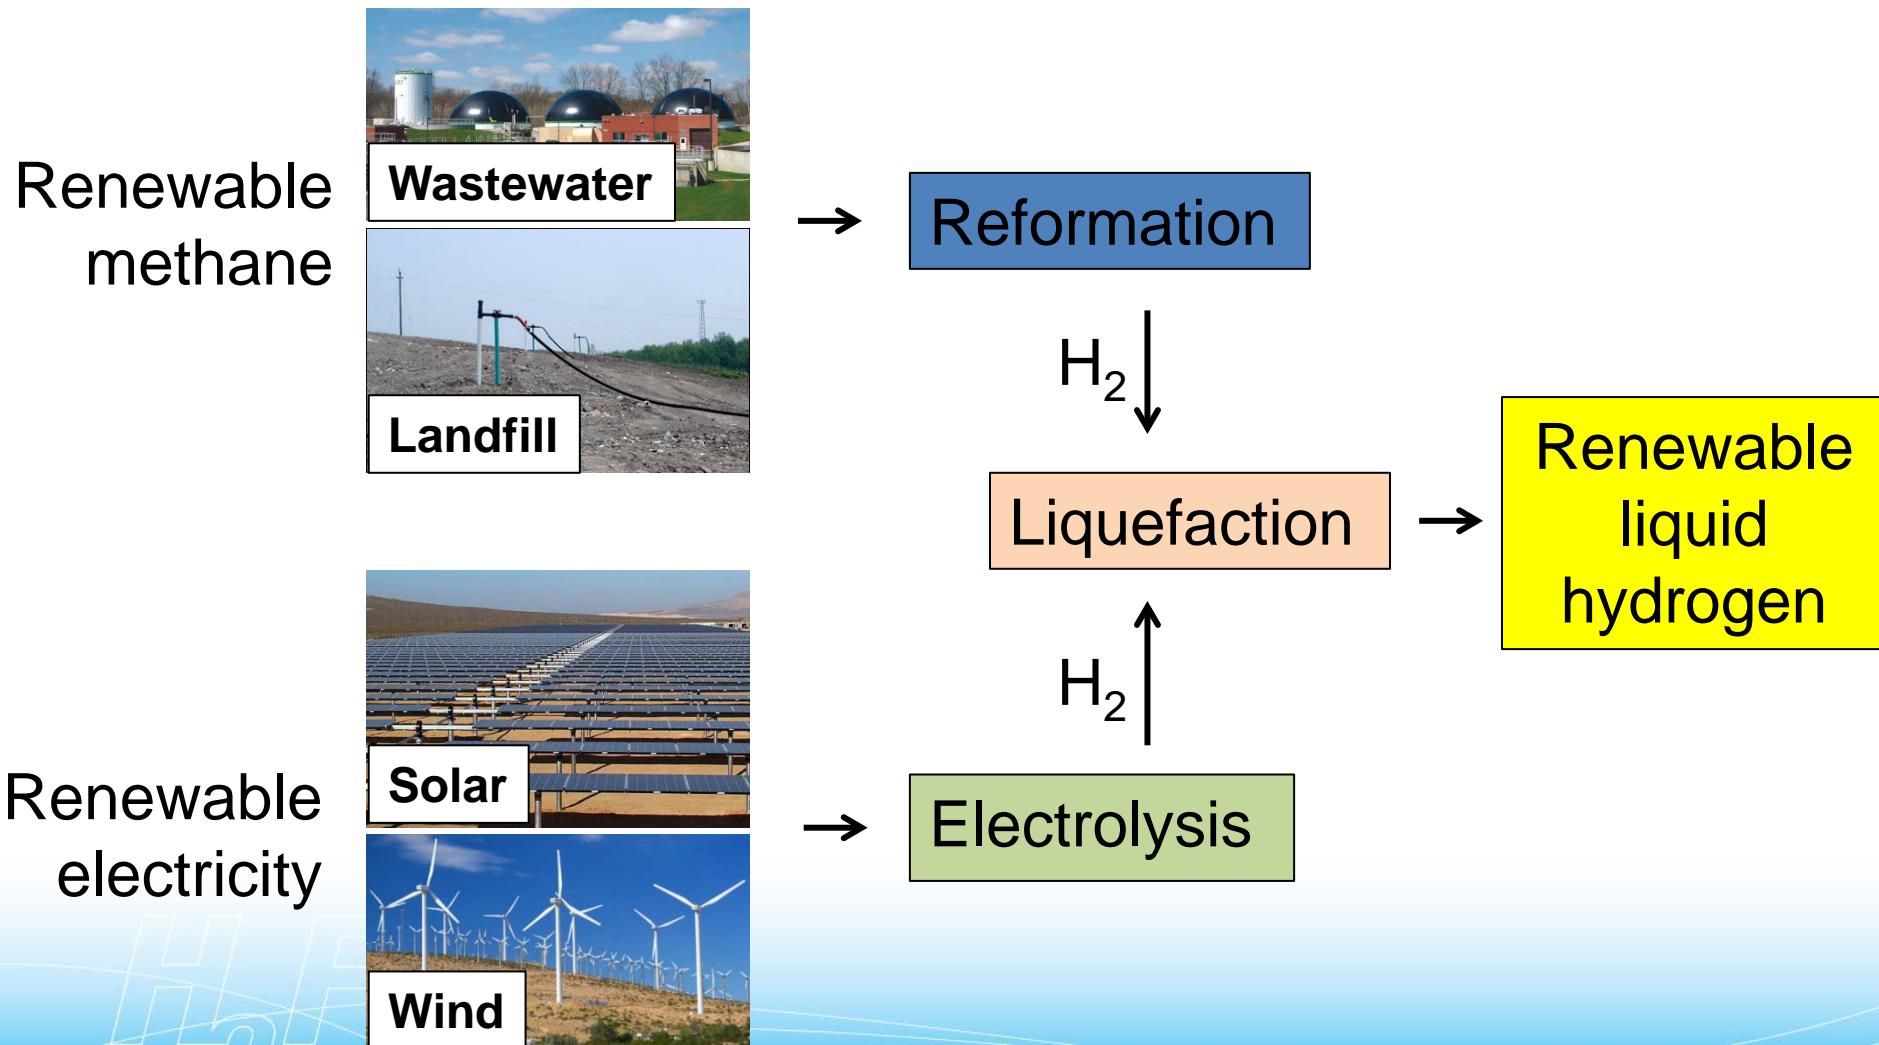 Renewable
methane
Wastewater
Landfill
Reformation
H₂
Liquefaction
Renewable
liquid
hydrogen
H₂
Renewable
electricity
Solar
Wind
Electrolysis